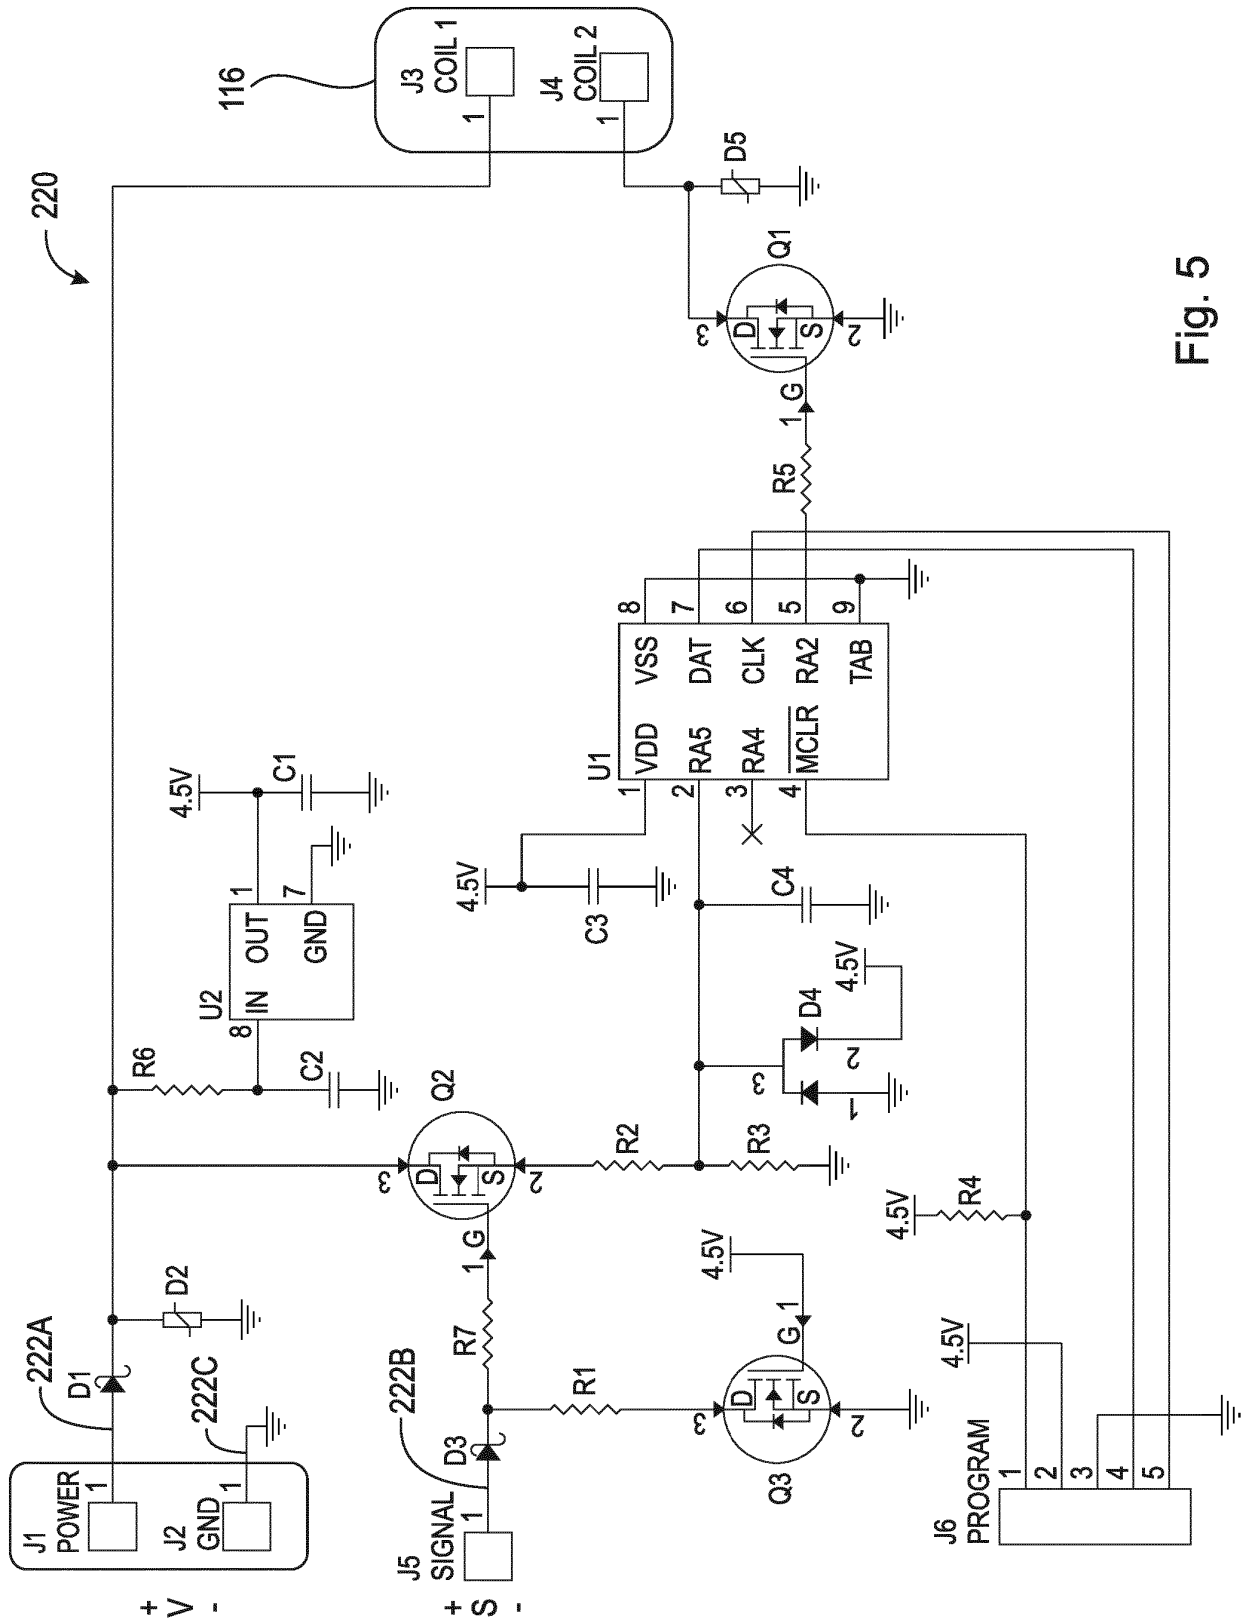 220
116
J3
COIL 1
1
J4
COIL 2
1
222A
222C
J1
POWER
1
J2
GND
1
+
V
-
D1
D2
R6
U2
IN
OUT
GND
8
1
7
C2
4.5V
C1
Q2
3
D
S
2
G
1
R7
222B
J5
SIGNAL
1
+
S
-
D3
R1
R2
R3
Q3
3
D
S
2
G
1
4.5V
D4
3
1
2
4.5V
4.5V
C3
C4
U1
VDD
RA5
RA4
MCLR
1
2
3
4
VSS
DAT
CLK
RA2
TAB
8
7
6
5
9
R5
Q1
3
D
S
2
G
1
D5
4.5V
R4
4.5V
J6
PROGRAM
1
2
3
4
5
Fig. 5